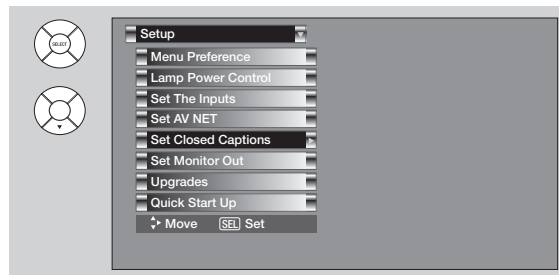 SELECT
Setup
Menu Preference
Lamp Power Control
Set The Inputs
Set AV NET
Set Closed Captions
Set Monitor Out
Upgrades
Quick Start Up
Move SEL Set